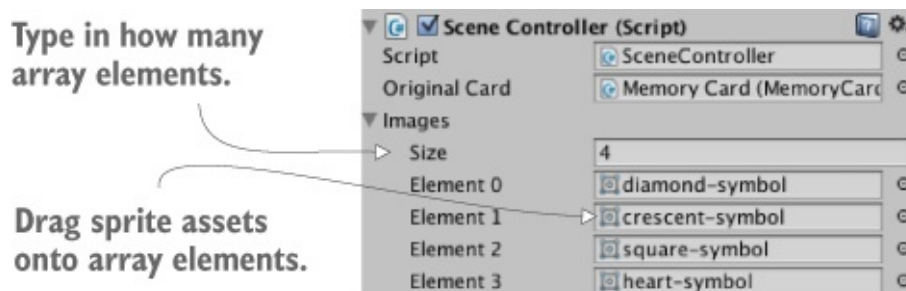 Type in how many
array elements.
Drag sprite assets
onto array elements.
Scene Controller (Script)
Script SceneController
Original Card Memory Card (MemoryCard
Images
Size 4
Element 0 diamond-symbol
Element 1 crescent-symbol
Element 2 square-symbol
Element 3 heart-symbol